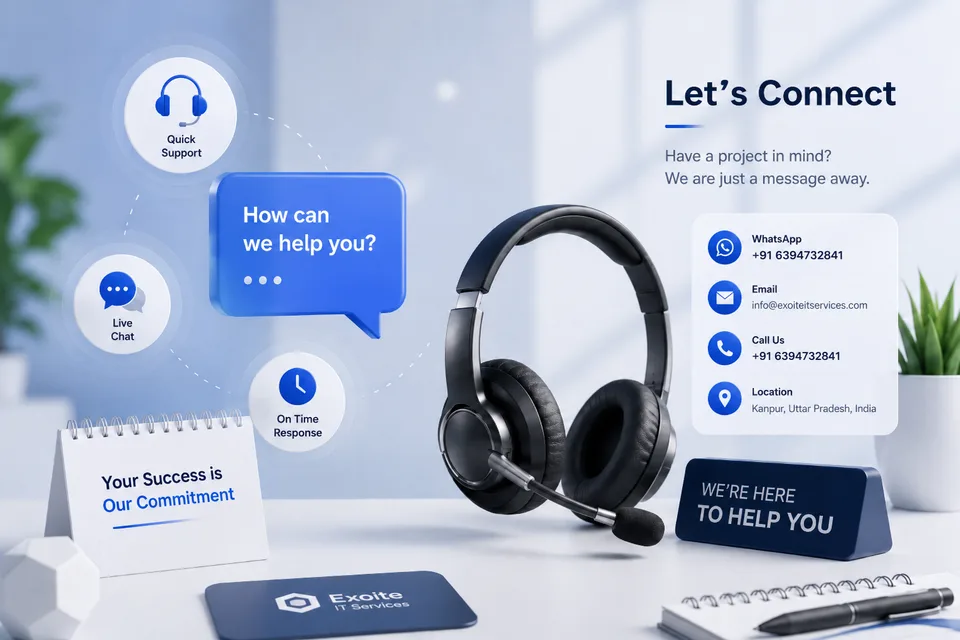 Quick
Support
How can
we help you?
Live
Chat
On Time
Response
Your Success is
Our Commitment
Exoite
IT Services
Let's Connect
Have a project in mind?
We are just a message away.
WhatsApp
+91 6394732841
Email
info@exoiteitservices.com
Call Us
+91 6394732841
Location
Kanpur, Uttar Pradesh, India
WE'RE HERE
TO HELP YOU